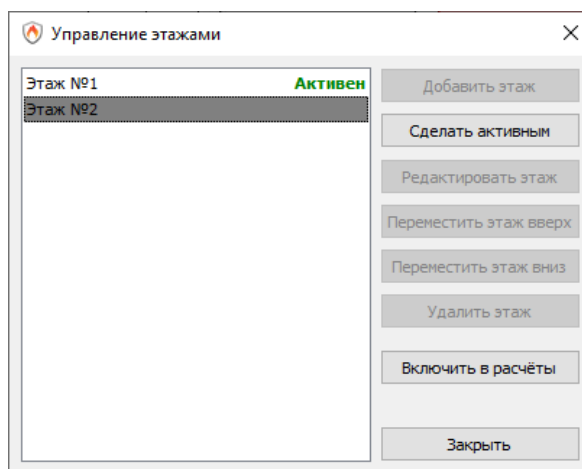 Управление этажами
Этаж №1 Активен
Этаж №2
Добавить этаж
Сделать активным
Редактировать этаж
Переместить этаж вверх
Переместить этаж вниз
Удалить этаж
Включить в расчёты
Закрыть